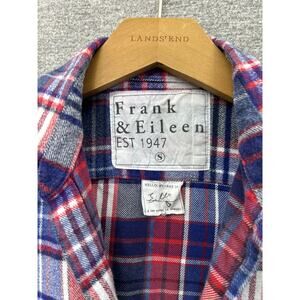 LANDS'END
Frank
& Eileen
EST 1947
S